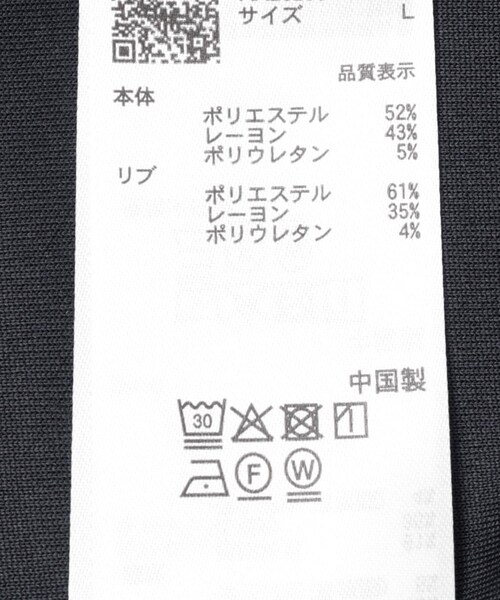 サイズ L
品質表示
本体
ポリエステル 52%
レーヨン 43%
ポリウレタン 5%
リブ
ポリエステル 61%
レーヨン 35%
ポリウレタン 4%
中国製
30
F W